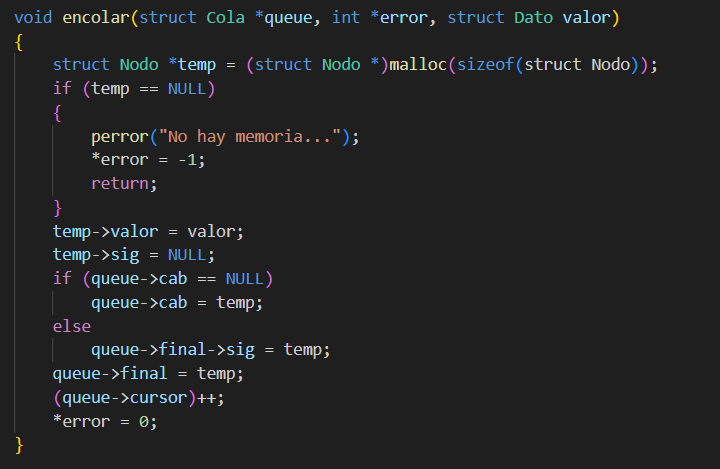 void encolar(struct Cola *queue, int *error, struct Dato valor)
{
    struct Nodo *temp = (struct Nodo *)malloc(sizeof(struct Nodo));
    if (temp == NULL)
    {
        perror("No hay memoria...");
        *error = -1;
        return;
    }
    temp->valor = valor;
    temp->sig = NULL;
    if (queue->cab == NULL)
        queue->cab = temp;
    else
        queue->final->sig = temp;
    queue->final = temp;
    (queue->cursor)++;
    *error = 0;
}